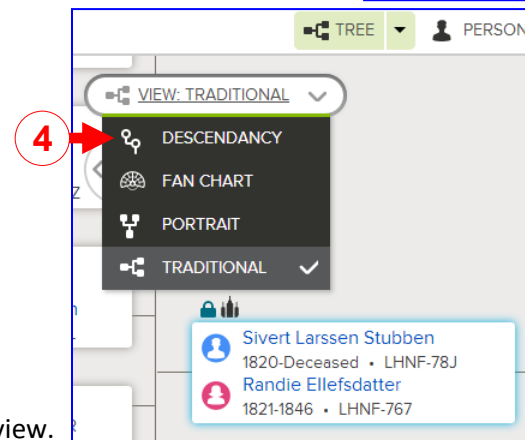 TREE PERSON
VIEW: TRADITIONAL
4
DESCENDANCY
Z
FAN CHART
PORTRAIT
TRADITIONAL
Sivert Larssen Stubben
1820-Deceased • LHNF-78J
Randie Ellefsdatter
1821-1846 • LHNF-767
view.